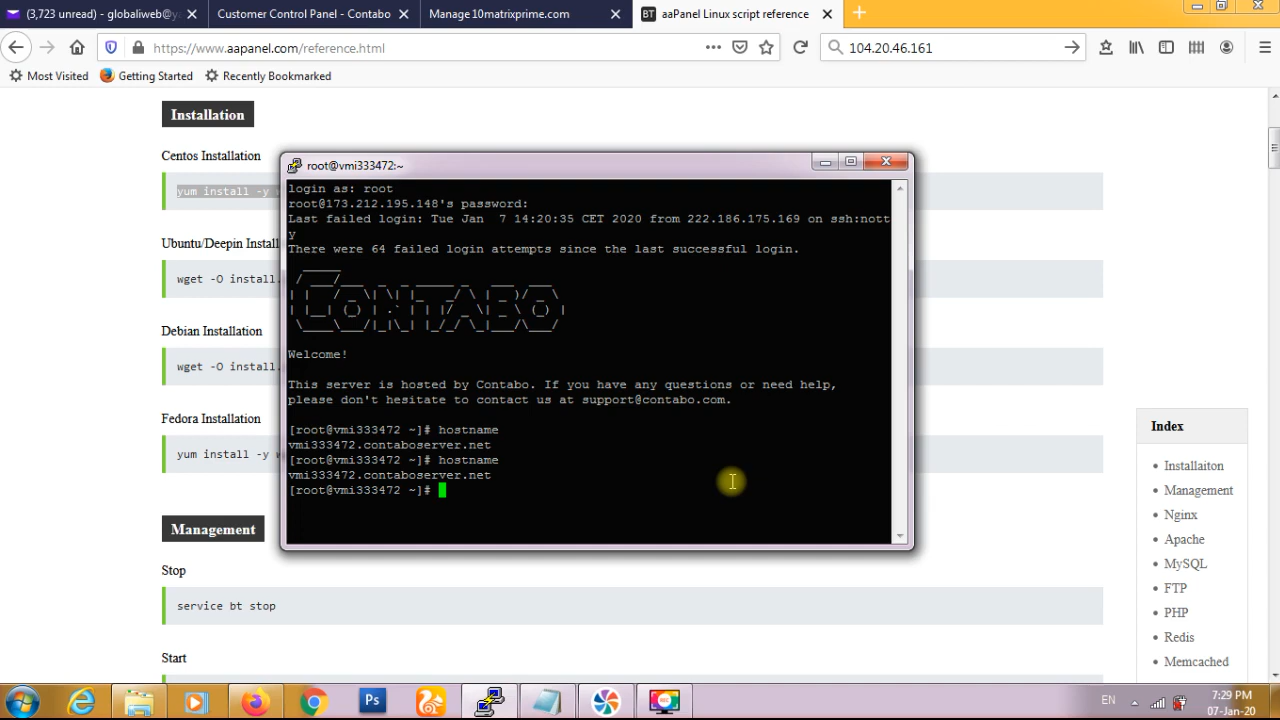 (3,723 unread) - globaliweb@y
Customer Control Panel - Contabo
Manage10matrixprime.com
BT aaPanel Linux script reference
https://www.aapanel.com/reference.html
104.20.46.161
Most Visited
Getting Started
Recently Bookmarked
Installation
Centos Installation
yum install -y w
Ubuntu/Deepin Install
wget -O install.
Debian Installation
wget -O install.
Fedora Installation
yum install -y w
Management
Stop
service bt stop
Start
root@vmi333472:~
login as: root
root@173.212.195.148's password:
Last failed login: Tue Jan  7 14:20:35 CET 2020 from 222.186.175.169 on ssh:nott
y
There were 64 failed login attempts since the last successful login.
CONTABO
Welcome!
This server is hosted by Contabo. If you have any questions or need help,
please don't hesitate to contact us at support@contabo.com.
[root@vmi333472 ~]# hostname
vmi333472.contaboserver.net
[root@vmi333472 ~]# hostname
vmi333472.contaboserver.net
[root@vmi333472 ~]#
Index
Installaiton
Management
Nginx
Apache
MySQL
FTP
PHP
Redis
Memcached
Ps
EN
7:29 PM
07-Jan-20